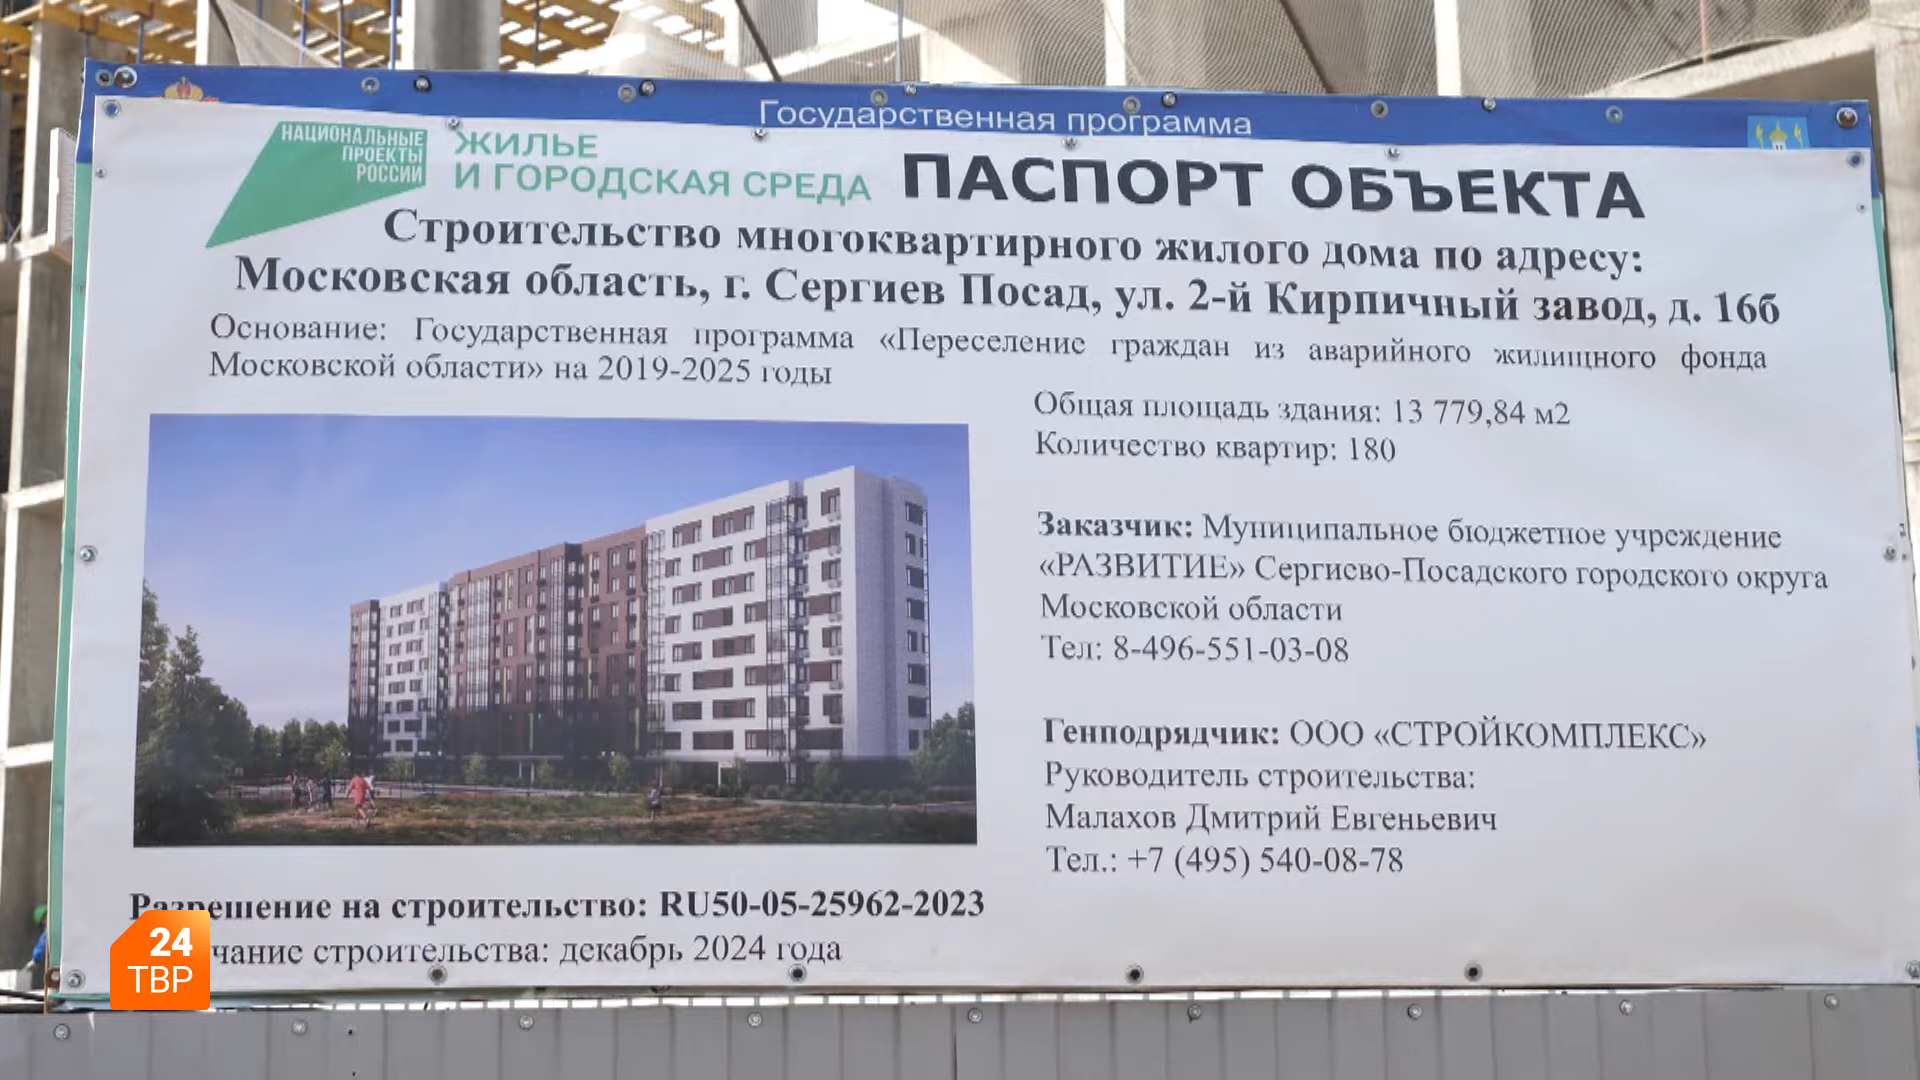 Государственная программа
НАЦИОНАЛЬНЫЕ
ПРОЕКТЫ
РОССИИ
ЖИЛЬЕ
И ГОРОДСКАЯ СРЕДА
ПАСПОРТ ОБЪЕКТА
Строительство многоквартирного жилого дома по адресу:
Московская область, г. Сергиев Посад, ул. 2-й Кирпичный завод, д. 16б
Основание: Государственная программа «Переселение граждан из аварийного жилищного фонда
Московской области» на 2019-2025 годы
Общая площадь здания: 13 779,84 м2
Количество квартир: 180
Заказчик: Муниципальное бюджетное учреждение
«РАЗВИТИЕ» Сергиево-Посадского городского округа
Московской области
Тел: 8-496-551-03-08
Генподрядчик: ООО «СТРОЙКОМПЛЕКС»
Руководитель строительства:
Малахов Дмитрий Евгеньевич
Тел.: +7 (495) 540-08-78
Разрешение на строительство: RU50-05-25962-2023
чание строительства: декабрь 2024 года
24
ТВР